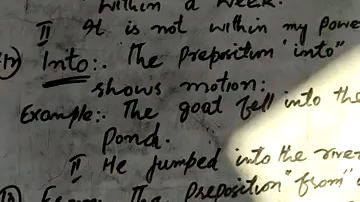 within a week.
II It is not within my Powe
(iv) Into:. The Preposition "into"
shows motion:
Example:. The goat fell into the
Pond.
II He jumped into the river
The Preposition "from"